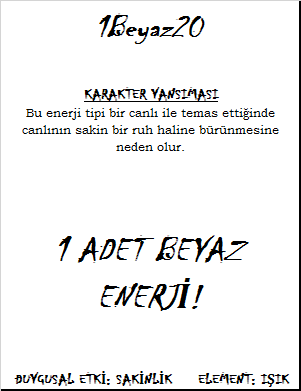 1Beyaz20
KARAKTER YANSIMASI
Bu enerji tipi bir canlı ile temas ettiğinde
canlının sakin bir ruh haline bürünmesine
neden olur.
1 ADET BEYAZ
ENERJİ!
DUYGUSAL ETKİ: SAKİNLİK ELEMENT: IŞIK